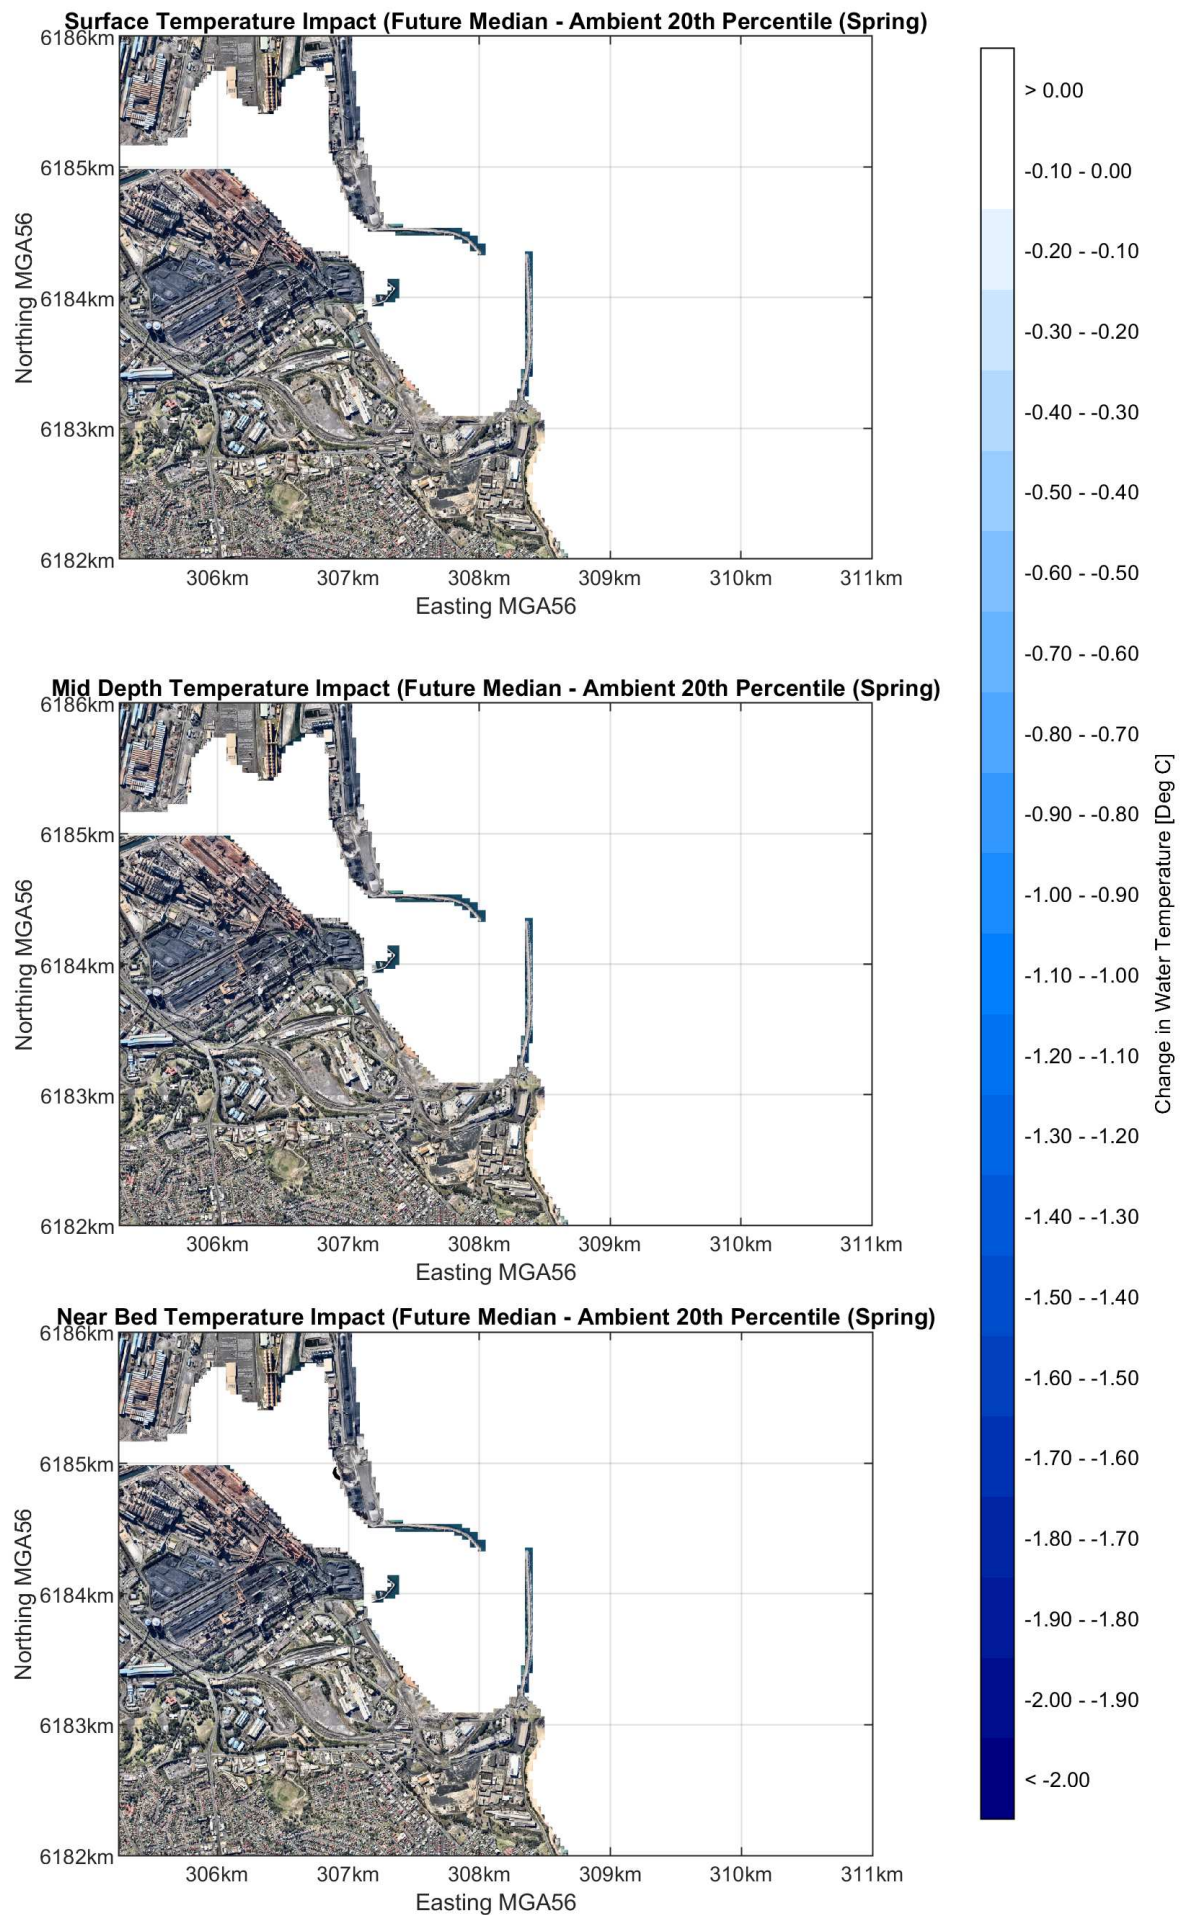 Surface Temperature Impact (Future Median - Ambient 20th Percentile (Spring)
6186km
6185km
6184km
6183km
6182km
Northing MGA56
306km 307km 308km 309km 310km 311km
Easting MGA56
Mid Depth Temperature Impact (Future Median - Ambient 20th Percentile (Spring)
6186km
6185km
6184km
6183km
6182km
Northing MGA56
306km 307km 308km 309km 310km 311km
Easting MGA56
Near Bed Temperature Impact (Future Median - Ambient 20th Percentile (Spring)
6186km
6185km
6184km
6183km
6182km
Northing MGA56
306km 307km 308km 309km 310km 311km
Easting MGA56
> 0.00
-0.10 - 0.00
-0.20 - -0.10
-0.30 - -0.20
-0.40 - -0.30
-0.50 - -0.40
-0.60 - -0.50
-0.70 - -0.60
-0.80 - -0.70
-0.90 - -0.80
-1.00 - -0.90
-1.10 - -1.00
-1.20 - -1.10
-1.30 - -1.20
-1.40 - -1.30
-1.50 - -1.40
-1.60 - -1.50
-1.70 - -1.60
-1.80 - -1.70
-1.90 - -1.80
-2.00 - -1.90
< -2.00
Change in Water Temperature [Deg C]